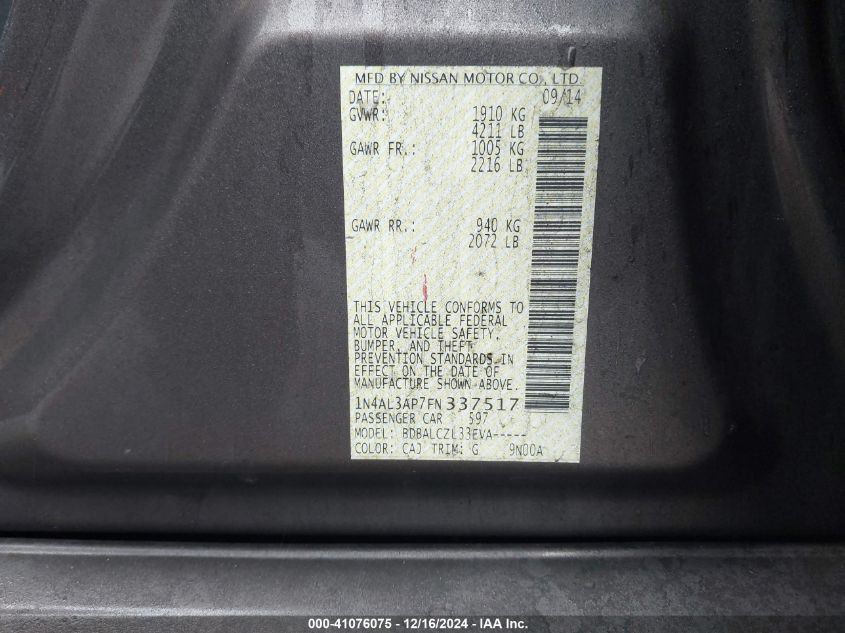 MFD BY NISSAN MOTOR CO., LTD.
DATE: 09/14
GVWR: 1910 KG
4211 LB
GAWR FR.: 1005 KG
2216 LB
GAWR RR.: 940 KG
2072 LB
THIS VEHICLE CONFORMS TO
ALL APPLICABLE FEDERAL
MOTOR VEHICLE SAFETY,
BUMPER, AND THEFT
PREVENTION STANDARDS IN
EFFECT ON THE DATE OF
MANUFACTURE SHOWN ABOVE.
1N4AL3AP7FN337517
PASSENGER CAR 597
MODEL: BDBALCZL33EVA-----
COLOR: CAJ TRIM: G 9N00A
000-41076075 - 12/16/2024 - IAAI.com